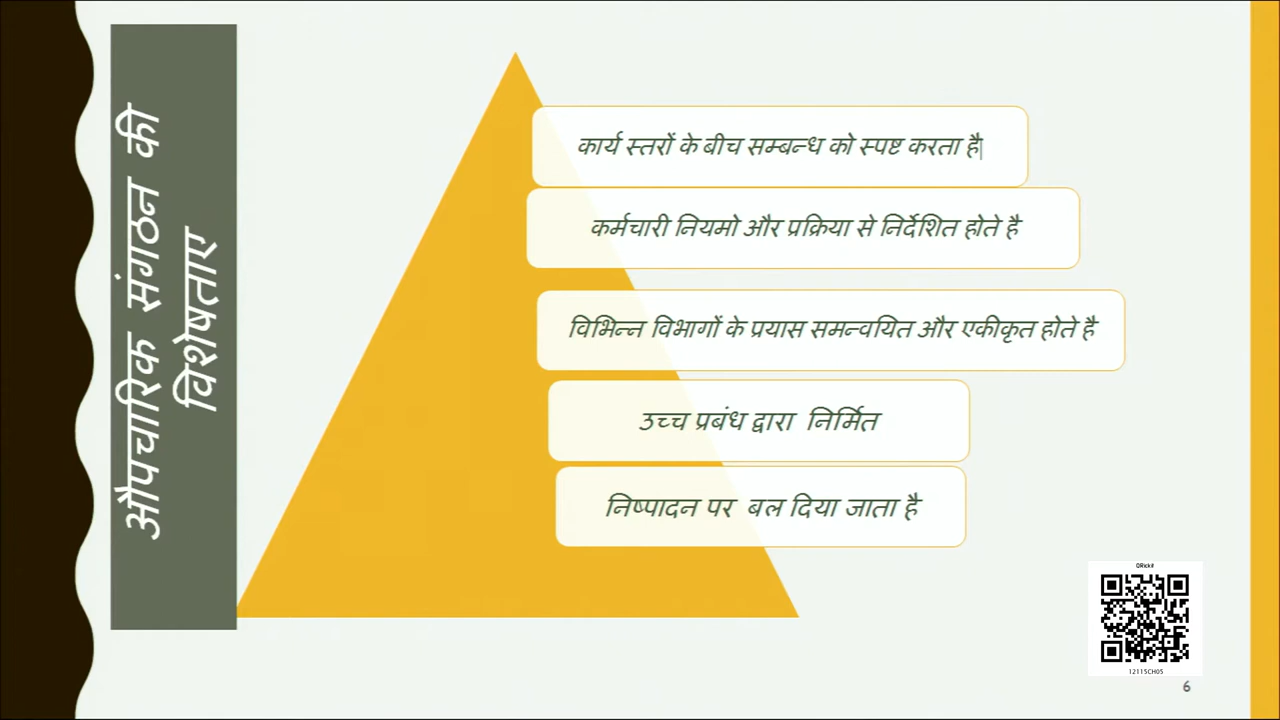 औपचारिक संगठन की
विशेषताए
कार्य स्तरों के बीच सम्बन्ध को स्पष्ट करता है|
कर्मचारी नियमो और प्रक्रिया से निर्देशित होते है
विभिन्न विभागों के प्रयास समन्वयित और एकीकृत होते है
उच्च प्रबंध द्वारा निर्मित
निष्पादन पर बल दिया जाता है
QRick#
12115CH05
6